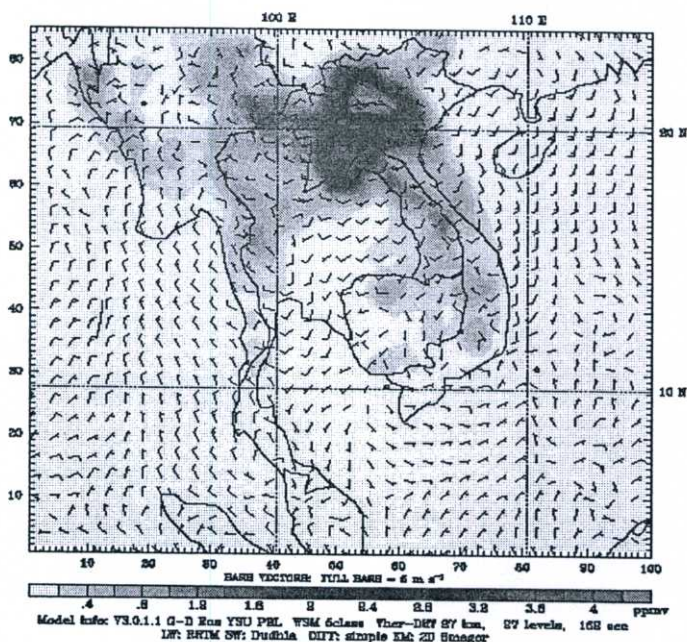 100 E 110 E
80
70
60
50
40
30
20
10
20 N
10 N
10 20 30 40 50 60 70 80 90 100
BARB VECTORS: FULL BARB = 5 m s⁻¹
.4 .8 1.2 1.6 2 2.4 2.8 3.2 3.6 4 ppmv
Model Info: V3.0.1.1 G-D Ens YSU PBL WSM 5class Ther-Diff 27 km, 27 levels, 162 sec
LW: RRTM SW: Dudhia DIFF: simple KM: 2D Smagor